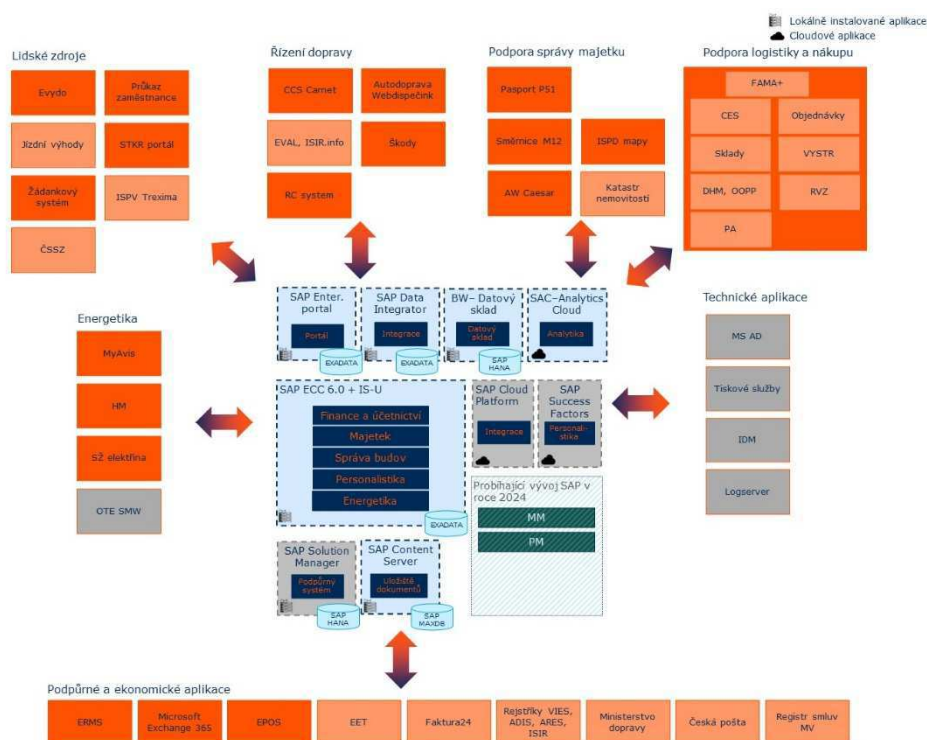 Lokálně instalované aplikace
Cloudové aplikace
Lidské zdroje
Evydo
Průkaz
zaměstnance
Jízdní výhody
STKR portál
Žádankový
systém
ISPV Trexima
ČSSZ
Řízení dopravy
CCS Carnet
Autodoprava
Webdispečink
EVAL, ISIR.info
Škody
RC system
Podpora správy majetku
Pasport PS1
Směrnice M12
ISPD mapy
AW Caesar
Katastr
nemovitostí
Podpora logistiky a nákupu
FAMA+
CES
Objednávky
Sklady
VYSTR
DHM, OOPP
RVZ
PA
Energetika
MyAvis
HM
SŽ elektřina
OTE SMW
SAP Enter.
portal
Portál
EXADATA
SAP Data
Integrator
Integrace
EXADATA
BW– Datový
sklad
Datový
sklad
SAP
HANA
SAC–Analytics
Cloud
Analytika
SAP ECC 6.0 + IS-U
Finance a účetnictví
Majetek
Správa budov
Personalistika
Energetika
EXADATA
SAP Cloud
Platform
Integrace
SAP
Success
Factors
Personali-
stika
Probíhající vývoj SAP v
roce 2024
MM
PM
SAP Solution
Manager
Podpůrný
systém
SAP
HANA
SAP Content
Server
Uložiště
dokumentů
SAP
MAXDB
Technické aplikace
MS AD
Tiskové služby
IDM
Logserver
Podpůrné a ekonomické aplikace
ERMS
Microsoft
Exchange 365
EPOS
EET
Faktura24
Rejstříky VIES,
ADIS, ARES,
ISIR
Ministerstvo
dopravy
Česká pošta
Registr smluv
MV